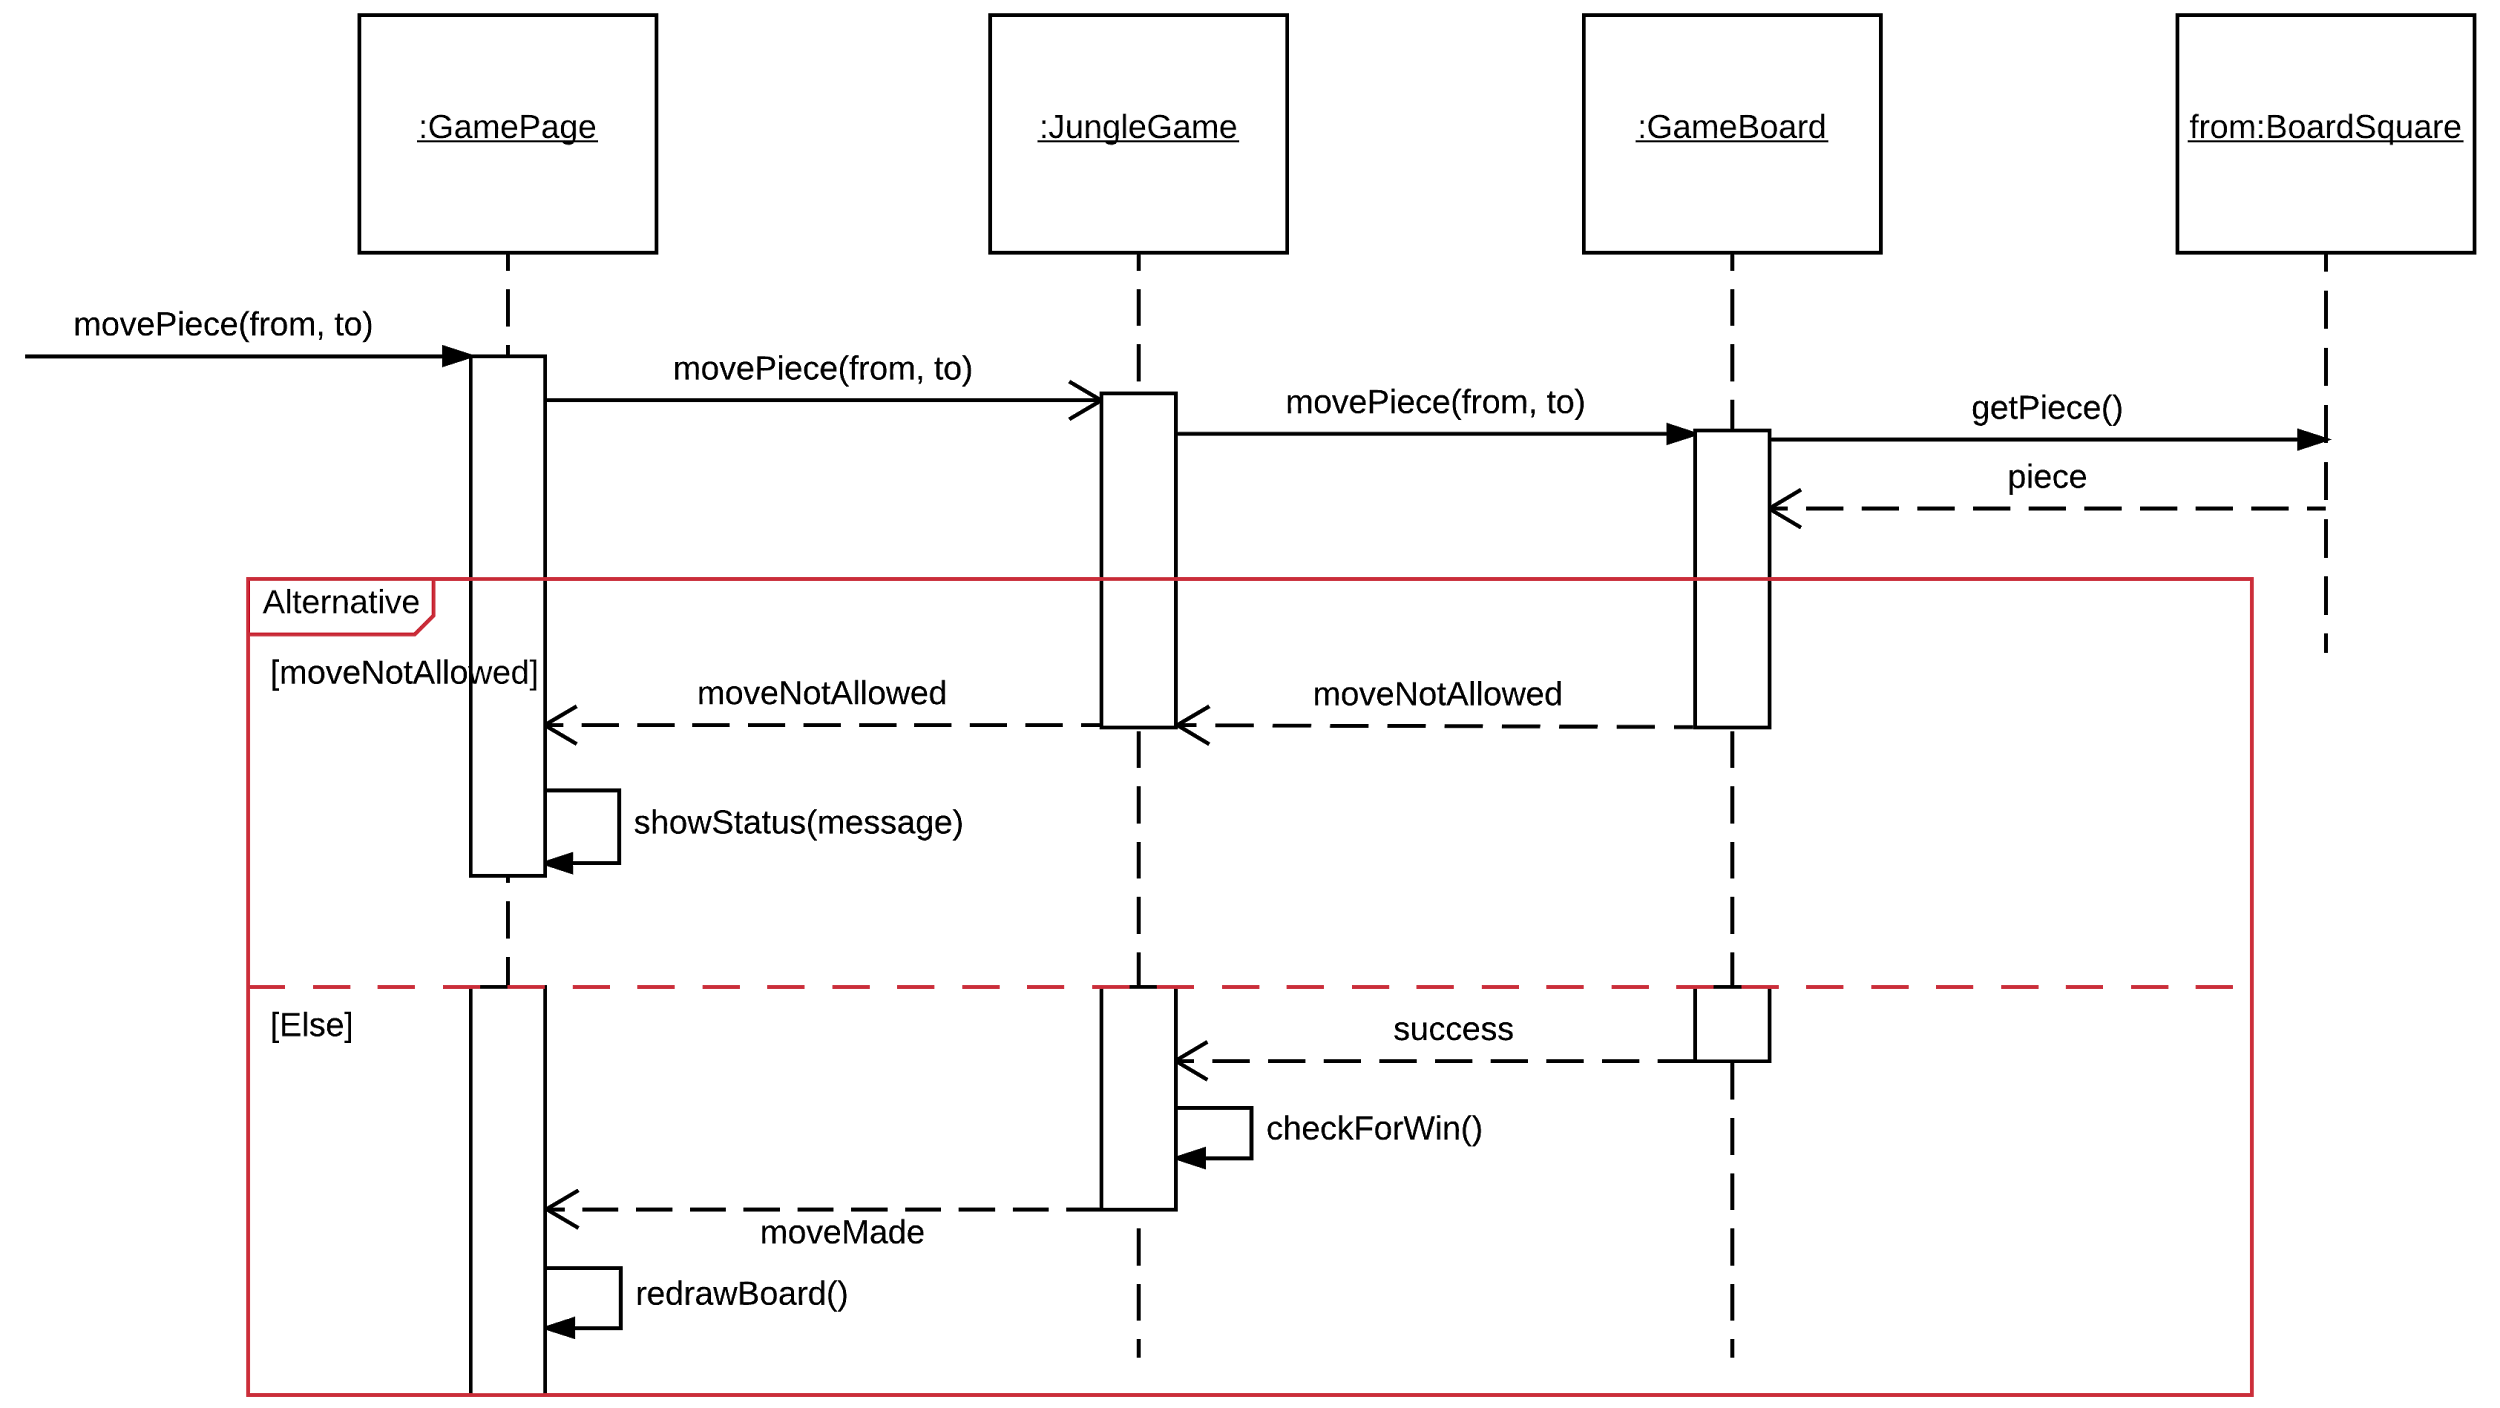 :GamePage
:JungleGame
:GameBoard
from:BoardSquare
movePiece(from, to)
movePiece(from, to)
movePiece(from, to)
getPiece()
piece
Alternative
[moveNotAllowed]
moveNotAllowed
moveNotAllowed
showStatus(message)
[Else]
success
checkForWin()
moveMade
redrawBoard()